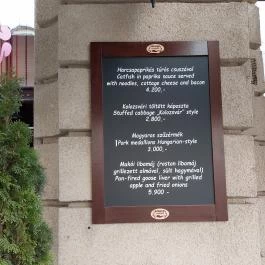 Harcsapaprikás túrós csuszával
Catfish in paprika sauce served
with noodles, cottage cheese and bacon
4.200,-
Kolozsvári töltött káposzta
Stuffed cabbage „Kolozsvár" style
2.800,-
Magyaros szűzérmék
Pork medallions Hungarian-style
3.000,-
Makói libamáj (roston libamáj
grillezett almával, sült hagymával)
Pan-fired goose liver with grilled
apple and fried onions
5.900 -